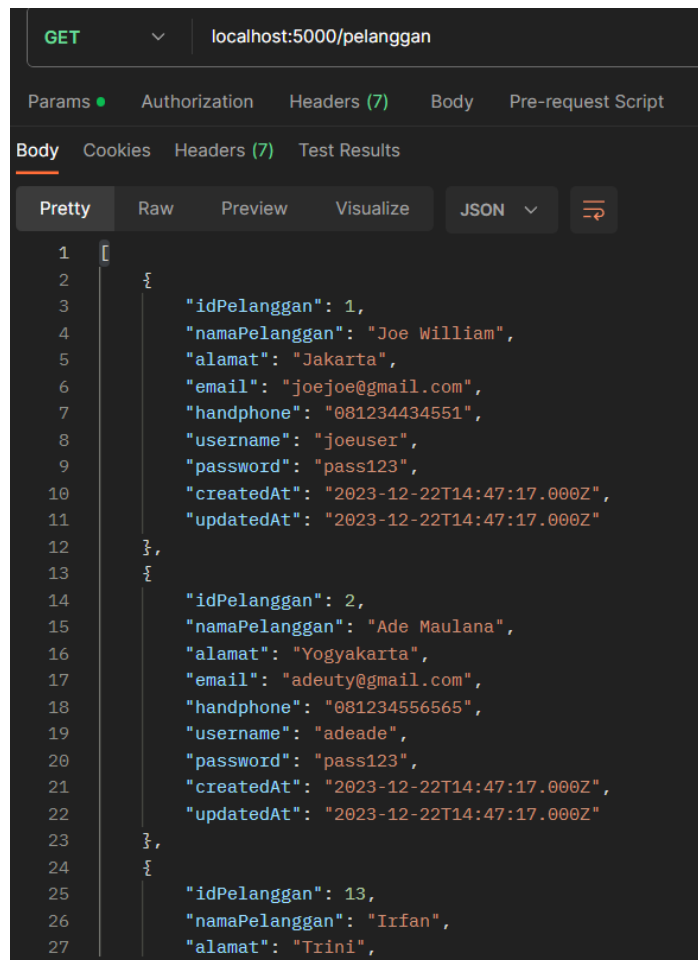 GET localhost:5000/pelanggan
Params Authorization Headers (7) Body Pre-request Script
Body Cookies Headers (7) Test Results
Pretty Raw Preview Visualize JSON
1 [
2 {
3 "idPelanggan": 1,
4 "namaPelanggan": "Joe William",
5 "alamat": "Jakarta",
6 "email": "joejoe@gmail.com",
7 "handphone": "081234434551",
8 "username": "joeuser",
9 "password": "pass123",
10 "createdAt": "2023-12-22T14:47:17.000Z",
11 "updatedAt": "2023-12-22T14:47:17.000Z"
12 },
13 {
14 "idPelanggan": 2,
15 "namaPelanggan": "Ade Maulana",
16 "alamat": "Yogyakarta",
17 "email": "adeuty@gmail.com",
18 "handphone": "081234556565",
19 "username": "adeade",
20 "password": "pass123",
21 "createdAt": "2023-12-22T14:47:17.000Z",
22 "updatedAt": "2023-12-22T14:47:17.000Z"
23 },
24 {
25 "idPelanggan": 13,
26 "namaPelanggan": "Irfan",
27 "alamat": "Trini",